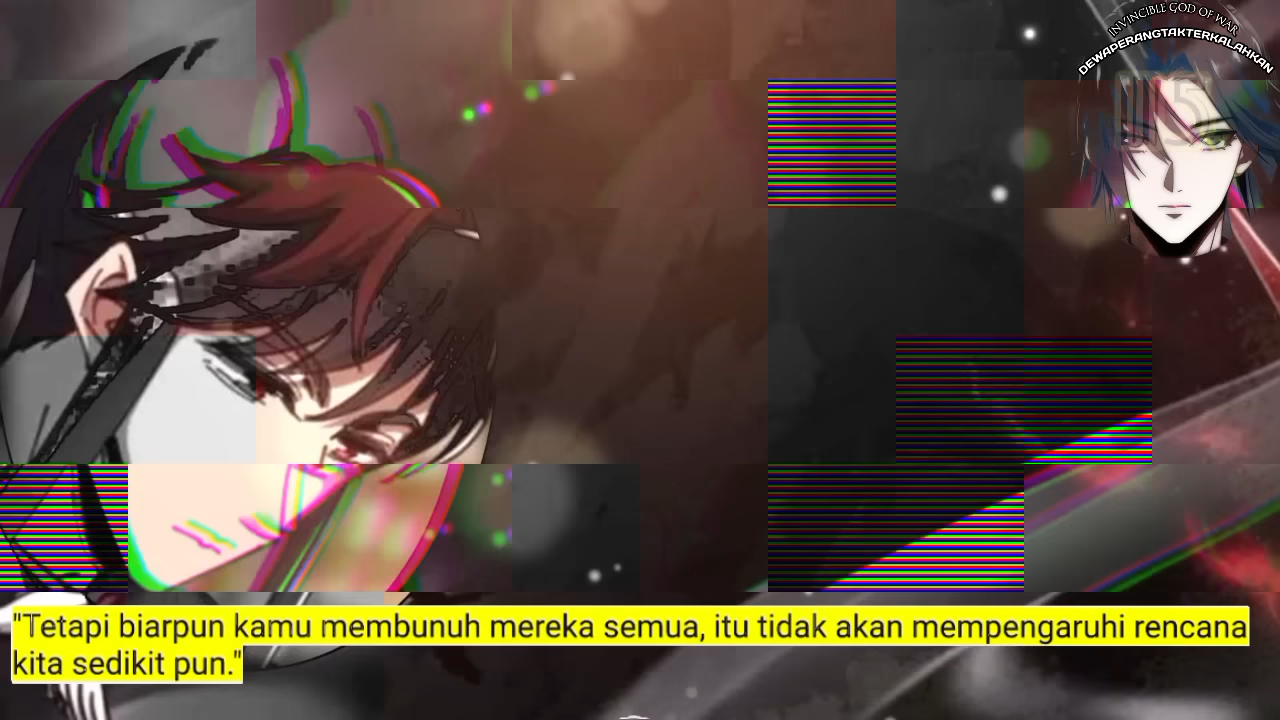 INVINCIBLE GOD OF WAR
DEWAPERANGTAKTERKALAHKAN
"Tetapi biarpun kamu membunuh mereka semua, itu tidak akan mempengaruhi rencana
kita sedikit pun."